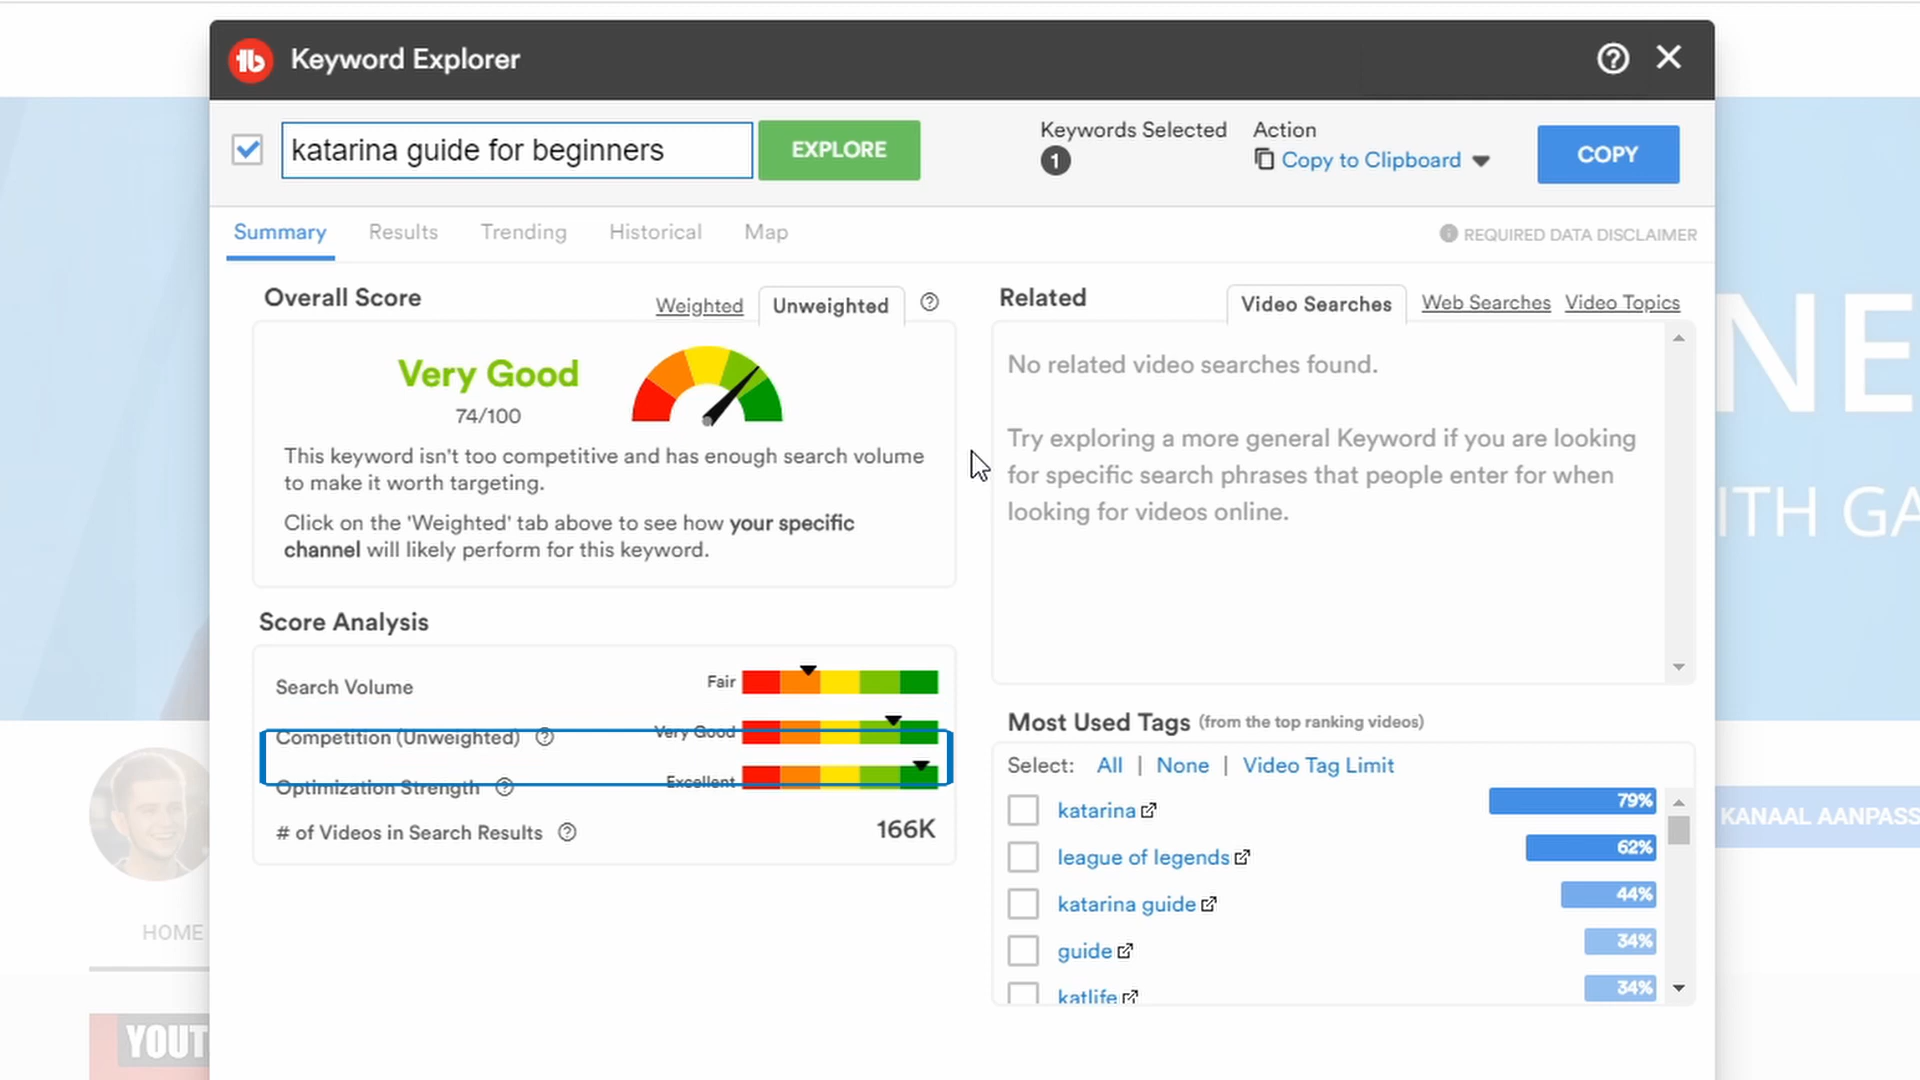 Keyword Explorer
katarina guide for beginners
EXPLORE
Keywords Selected
1
Action
Copy to Clipboard
COPY
Summary
Results
Trending
Historical
Map
REQUIRED DATA DISCLAIMER
Overall Score
Weighted
Unweighted
Very Good
74/100
This keyword isn't too competitive and has enough search volume
to make it worth targeting.
Click on the 'Weighted' tab above to see how your specific
channel will likely perform for this keyword.
Score Analysis
Search Volume
Fair
Competition (Unweighted)
Very Good
Optimization Strength
Excellent
# of Videos in Search Results
166K
Related
Video Searches
Web Searches
Video Topics
No related video searches found.
Try exploring a more general Keyword if you are looking
for specific search phrases that people enter for when
looking for videos online.
Most Used Tags (from the top ranking videos)
Select: All | None | Video Tag Limit
katarina 79%
league of legends 62%
katarina guide 44%
guide 34%
katlife 34%
NE
ITH GA
KANAAL AANPASS
HOME
YOUT